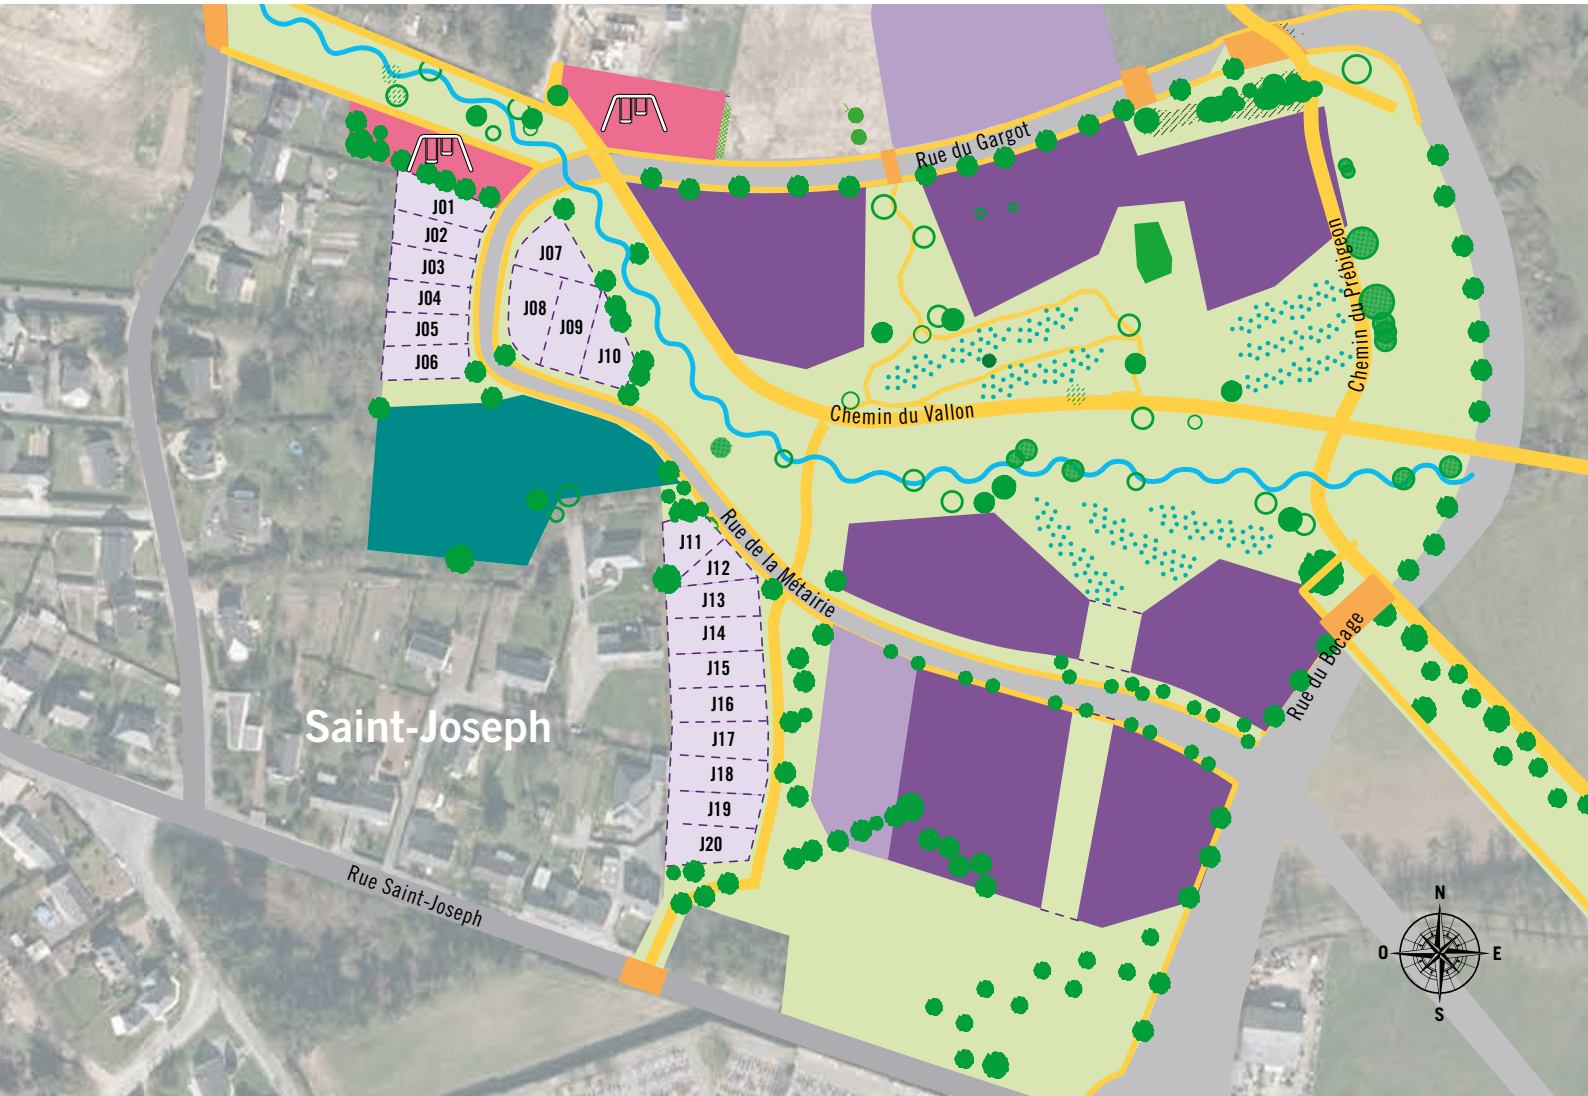 Rue du Gargot
J01
J02
J03
J04
J05
J06
J07
J08
J09
J10
Chemin du Prébigeon
Chemin du Vallon
Rue de la Métairie
J11
J12
J13
J14
J15
J16
J17
J18
J19
J20
Rue du Bocage
Saint-Joseph
Rue Saint-Joseph
N
O
E
S